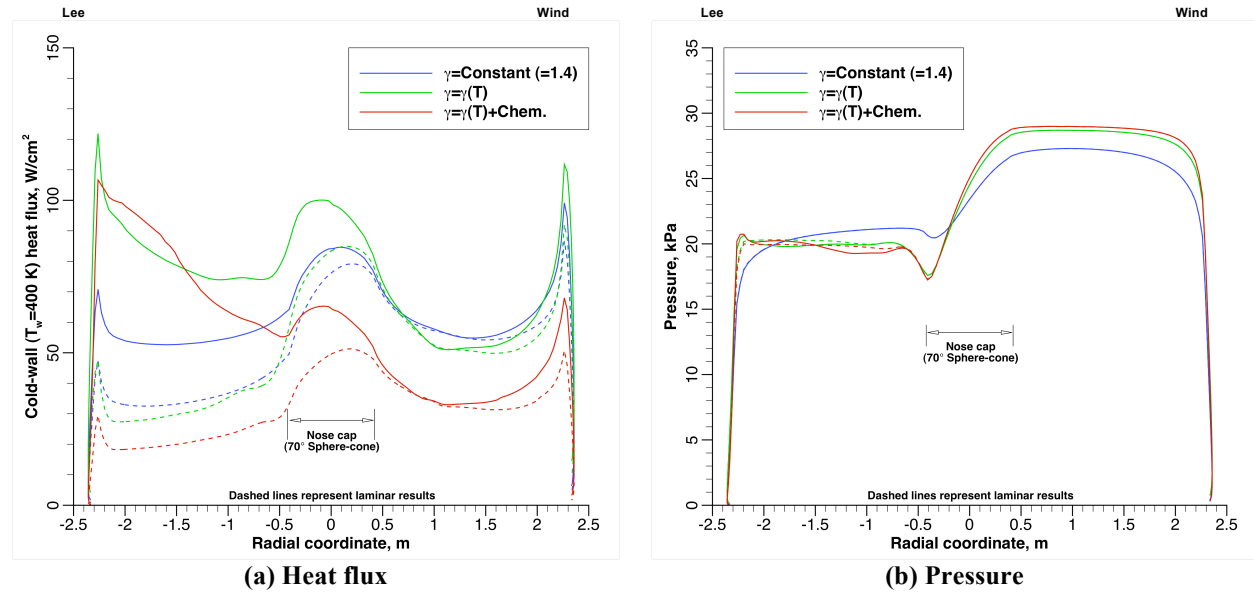 Lee
Wind
150
100
50
0
Cold-wall (Tw=400 K) heat flux, W/cm2
γ=Constant (=1.4)
γ=γ(T)
γ=γ(T)+Chem.
Nose cap
(70° Sphere-cone)
Dashed lines represent laminar results
-2.5 -2 -1.5 -1 -0.5 0 0.5 1 1.5 2 2.5
Radial coordinate, m
(a) Heat flux
Lee
Wind
35
30
25
20
15
10
5
0
Pressure, kPa
γ=Constant (=1.4)
γ=γ(T)
γ=γ(T)+Chem.
Nose cap
(70° Sphere-cone)
Dashed lines represent laminar results
-2.5 -2 -1.5 -1 -0.5 0 0.5 1 1.5 2 2.5
Radial coordinate, m
(b) Pressure